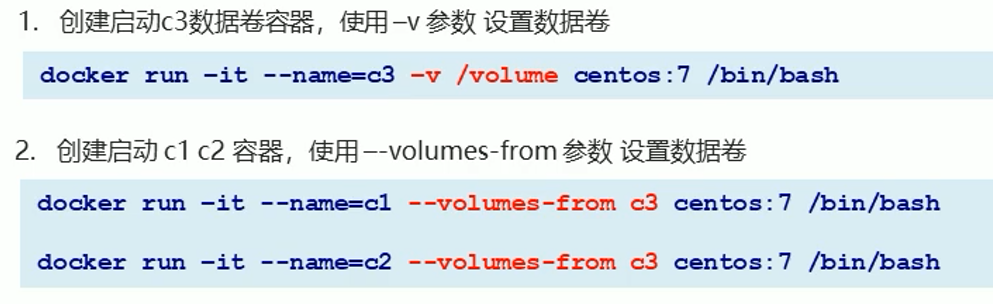 1. 创建启动c3数据卷容器，使用 –v 参数 设置数据卷
docker run –it --name=c3 –v /volume centos:7 /bin/bash
2. 创建启动 c1 c2 容器，使用 –-volumes-from 参数 设置数据卷
docker run –it --name=c1 --volumes-from c3 centos:7 /bin/bash
docker run –it --name=c2 --volumes-from c3 centos:7 /bin/bash